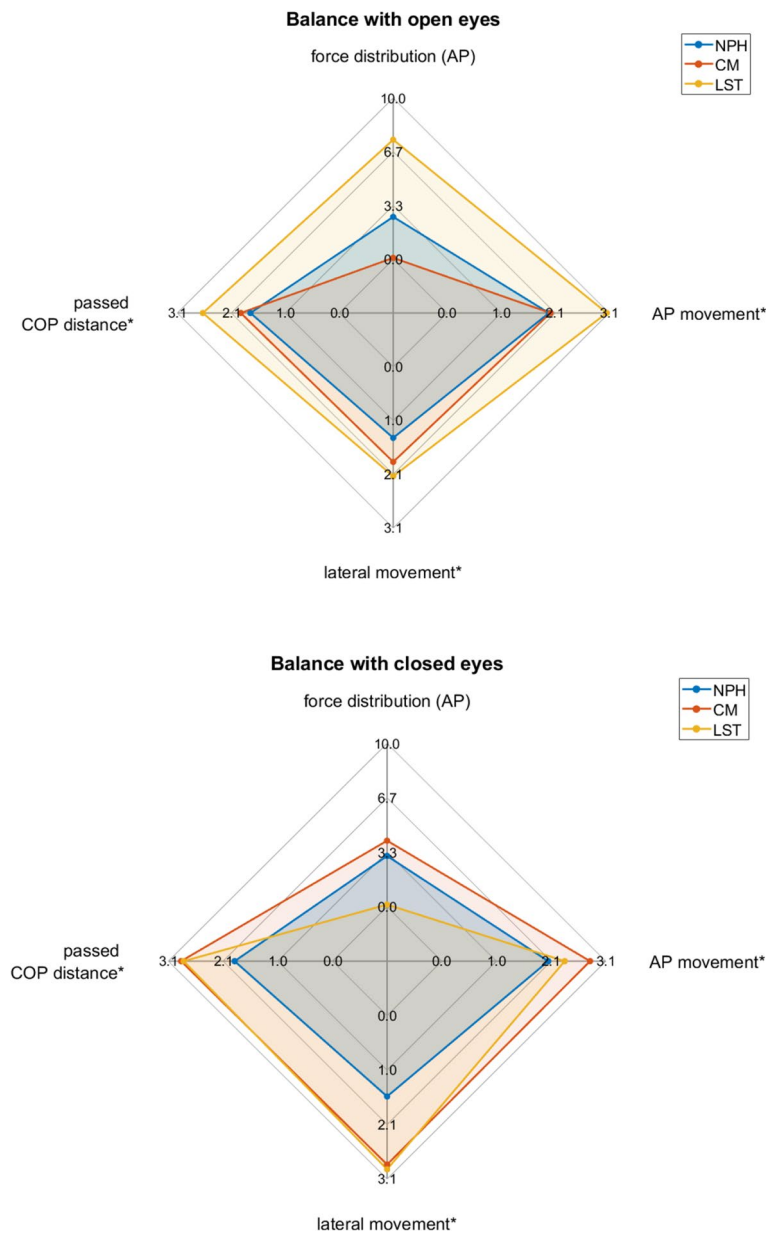 Balance with open eyes
force distribution (AP)
NPH
CM
LST
10.0
6.7
3.3
0.0
passed
COP distance*
3.1 2.1 1.0 0.0 0.0 1.0 2.1 3.1
AP movement*
0.0
1.0
2.1
3.1
lateral movement*
Balance with closed eyes
force distribution (AP)
NPH
CM
LST
10.0
6.7
3.3
0.0
passed
COP distance*
3.1 2.1 1.0 0.0 0.0 1.0 2.1 3.1
AP movement*
0.0
1.0
2.1
3.1
lateral movement*